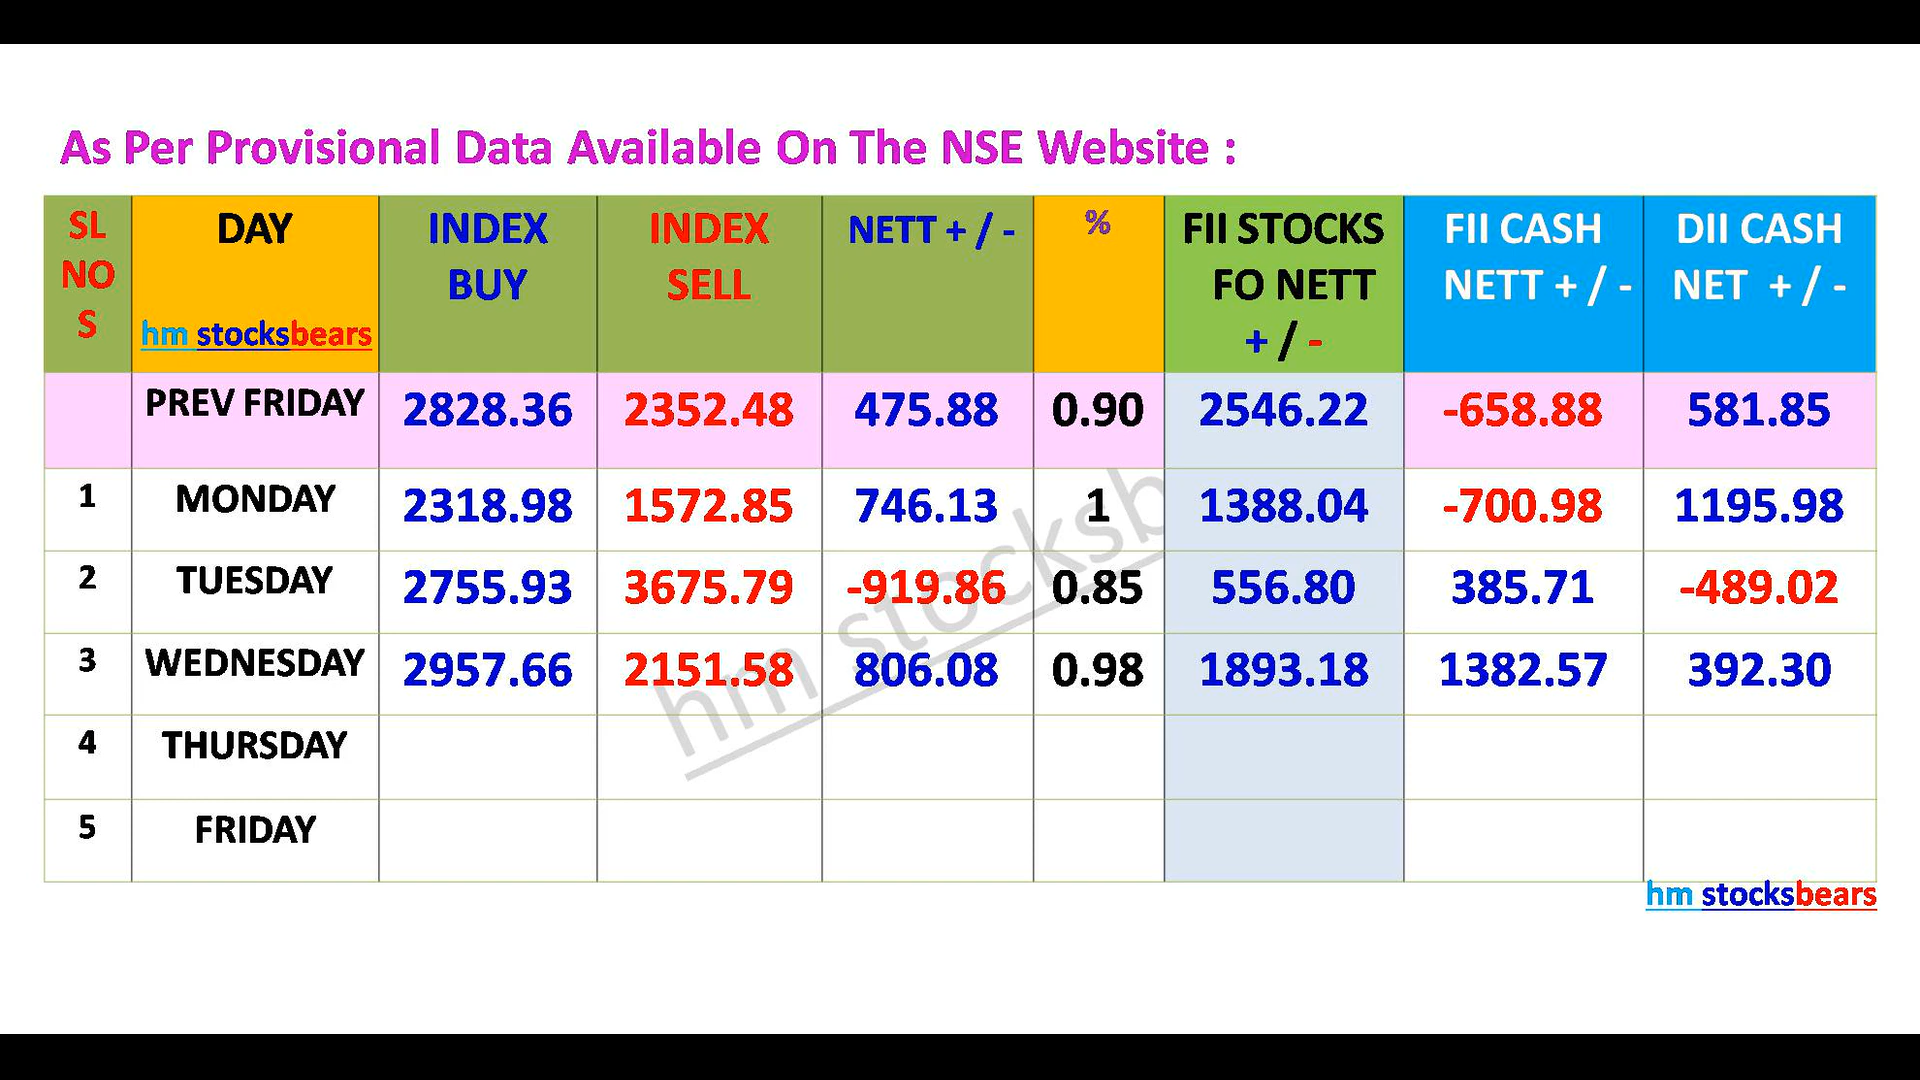 As Per Provisional Data Available On The NSE Website :
SL NO S DAY hm stocksbears INDEX BUY INDEX SELL NETT + / - % FII STOCKS FO NETT + / - FII CASH NETT + / - DII CASH NET + / -
PREV FRIDAY 2828.36 2352.48 475.88 0.90 2546.22 -658.88 581.85
1 MONDAY 2318.98 1572.85 746.13 1 1388.04 -700.98 1195.98
2 TUESDAY 2755.93 3675.79 -919.86 0.85 556.80 385.71 -489.02
3 WEDNESDAY 2957.66 2151.58 806.08 0.98 1893.18 1382.57 392.30
4 THURSDAY
5 FRIDAY
hm stocksb
hm stocksbears